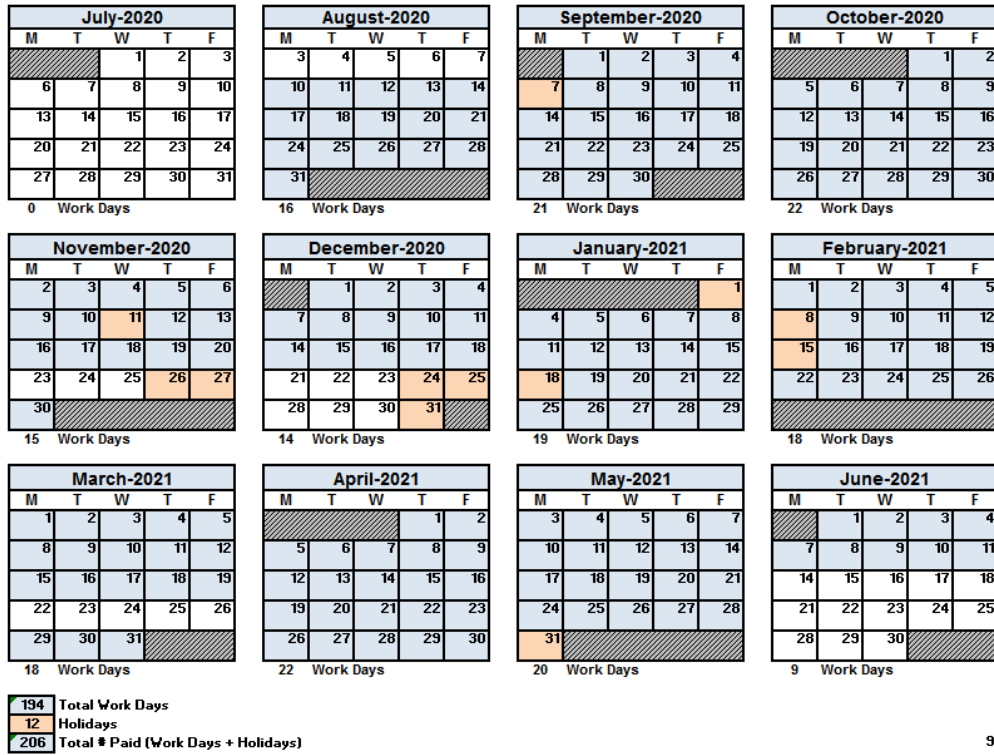 July-2020 August-2020 September-2020 October-2020
M T W T F M T W T F M T W T F M T W T F
1 2 3 3 4 5 6 7 1 2 3 4 1 2
6 7 8 9 10 10 11 12 13 14 7 8 9 10 11 5 6 7 8 9
13 14 15 16 17 17 18 19 20 21 14 15 16 17 18 12 13 14 15 16
20 21 22 23 24 24 25 26 27 28 21 22 23 24 25 19 20 21 22 23
27 28 29 30 31 31 28 29 30 26 27 28 29 30
0 Work Days 16 Work Days 21 Work Days 22 Work Days
November-2020 December-2020 January-2021 February-2021
M T W T F M T W T F M T W T F M T W T F
2 3 4 5 6 1 2 3 4 1 1 2 3 4 5
9 10 11 12 13 7 8 9 10 11 4 5 6 7 8 8 9 10 11 12
16 17 18 19 20 14 15 16 17 18 11 12 13 14 15 15 16 17 18 19
23 24 25 26 27 21 22 23 24 25 18 19 20 21 22 22 23 24 25 26
30 28 29 30 31 25 26 27 28 29
15 Work Days 14 Work Days 19 Work Days 18 Work Days
March-2021 April-2021 May-2021 June-2021
M T W T F M T W T F M T W T F M T W T F
1 2 3 4 5 1 2 3 4 5 6 7 1 2 3 4
8 9 10 11 12 5 6 7 8 9 10 11 12 13 14 7 8 9 10 11
15 16 17 18 19 12 13 14 15 16 17 18 19 20 21 14 15 16 17 18
22 23 24 25 26 19 20 21 22 23 24 25 26 27 28 21 22 23 24 25
29 30 31 26 27 28 29 30 31 28 29 30
18 Work Days 22 Work Days 20 Work Days 9 Work Days
194 Total Work Days
12 Holidays
206 Total # Paid (Work Days + Holidays) 9